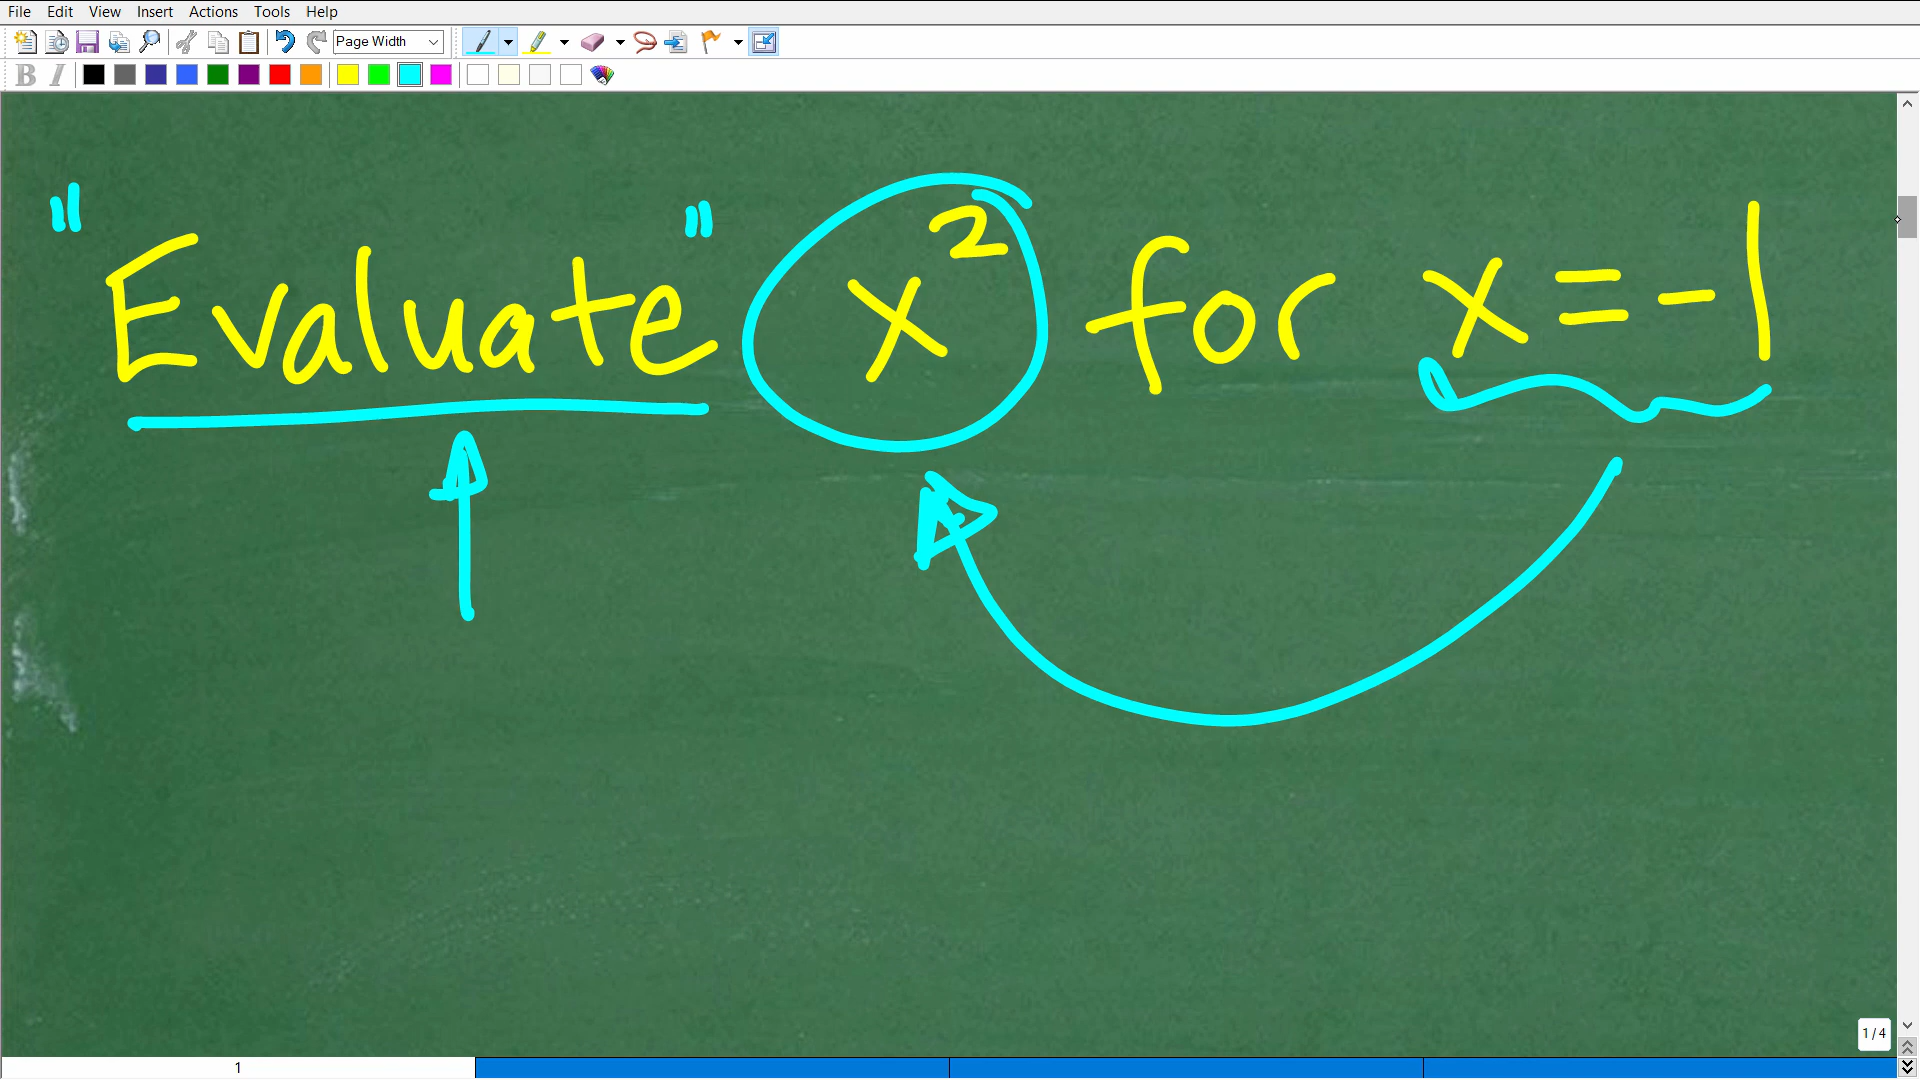 File Edit View Insert Actions Tools Help
Page Width
B I
"Evaluate" x² for x = -1
1 / 4
1